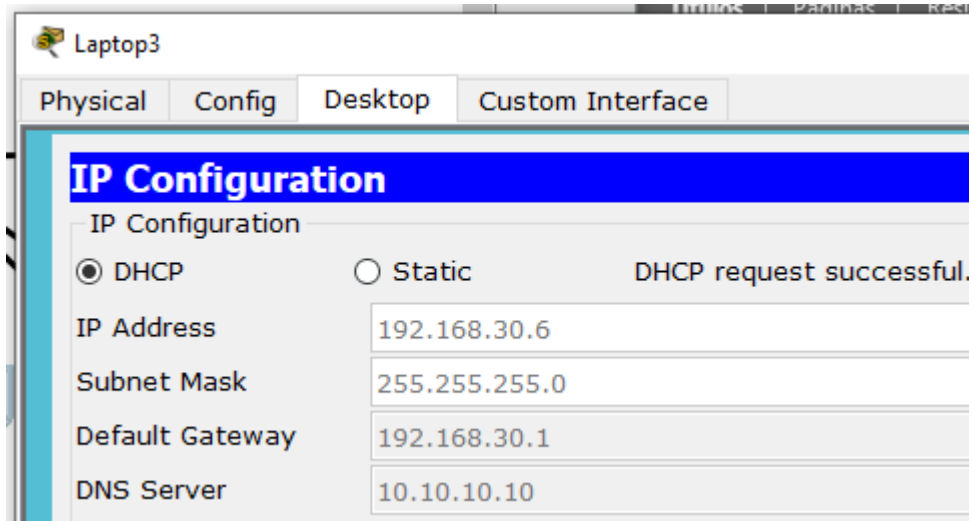 Títulos | Páginas |
Laptop3
Physical Config Desktop Custom Interface
IP Configuration
IP Configuration
DHCP Static DHCP request successful.
IP Address 192.168.30.6
Subnet Mask 255.255.255.0
Default Gateway 192.168.30.1
DNS Server 10.10.10.10